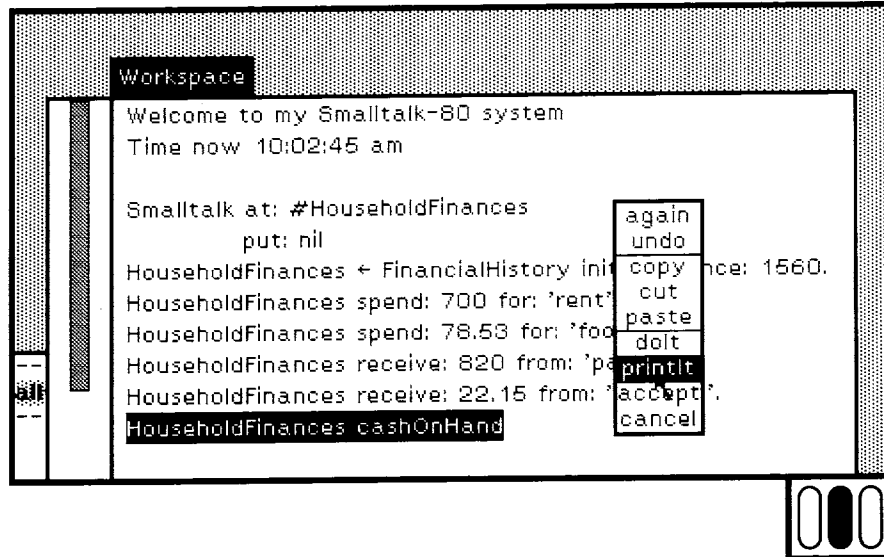 Workspace
Welcome to my Smalltalk-80 system
Time now 10:02:45 am
Smalltalk at: #HouseholdFinances
put: nil
HouseholdFinances ← FinancialHistory init nce: 1560.
HouseholdFinances spend: 700 for: 'rent'
HouseholdFinances spend: 78.53 for: 'foo
HouseholdFinances receive: 820 from: 'pa
HouseholdFinances receive: 22.15 from: ' '.
HouseholdFinances cashOnHand
again
undo
copy
cut
paste
doIt
printIt
accept
cancel